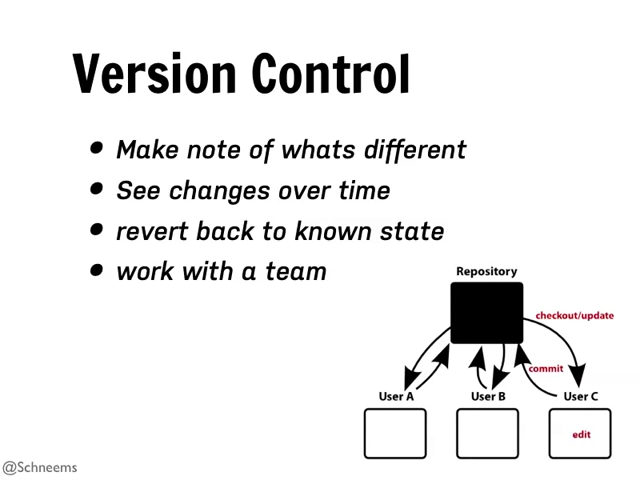 Version Control
• Make note of whats different
• See changes over time
• revert back to known state
• work with a team
Repository
checkout/update
commit
User A
User B
User C
edit
@Schneems